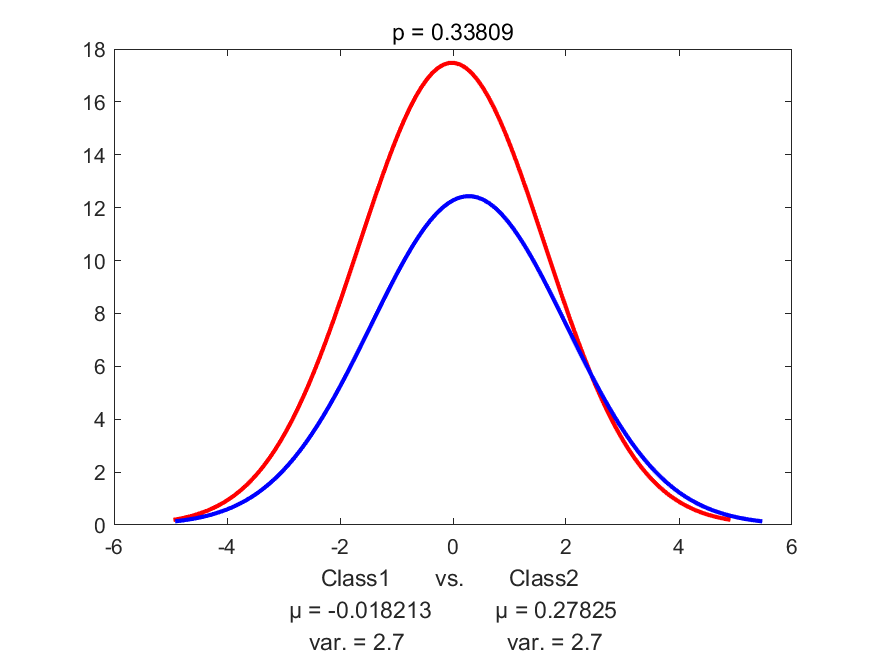 p = 0.33809
18
16
14
12
10
8
6
4
2
0
-6 -4 -2 0 2 4 6
Class1 vs. Class2
μ = -0.018213 μ = 0.27825
var. = 2.7 var. = 2.7